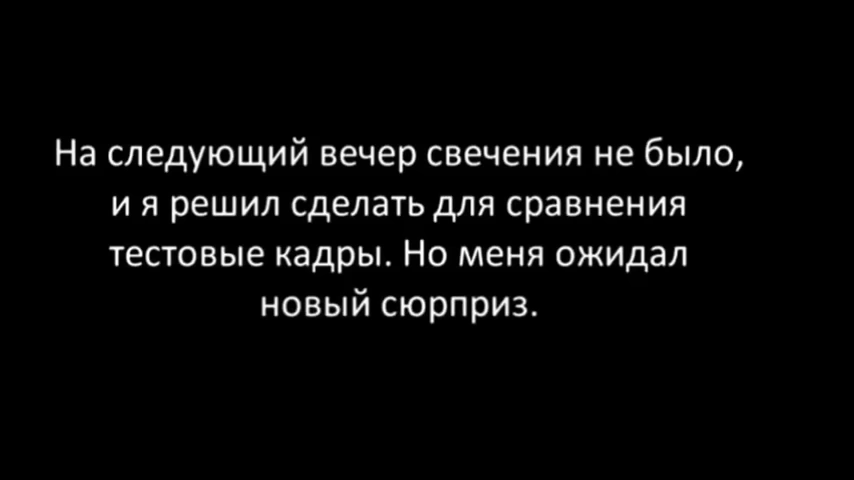 На следующий вечер свечения не было,
и я решил сделать для сравнения
тестовые кадры. Но меня ожидал
новый сюрприз.